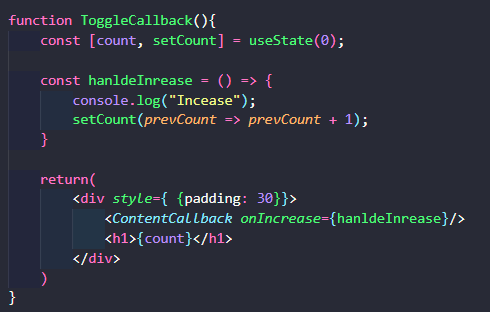 function ToggleCallback(){
const [count, setCount] = useState(0);
const hanldeInrease = () => {
console.log("Incease");
setCount(prevCount => prevCount + 1);
}
return(
<div style={ {padding: 30}}>
<ContentCallback onIncrease={hanldeInrease}/>
<h1>{count}</h1>
</div>
)
}